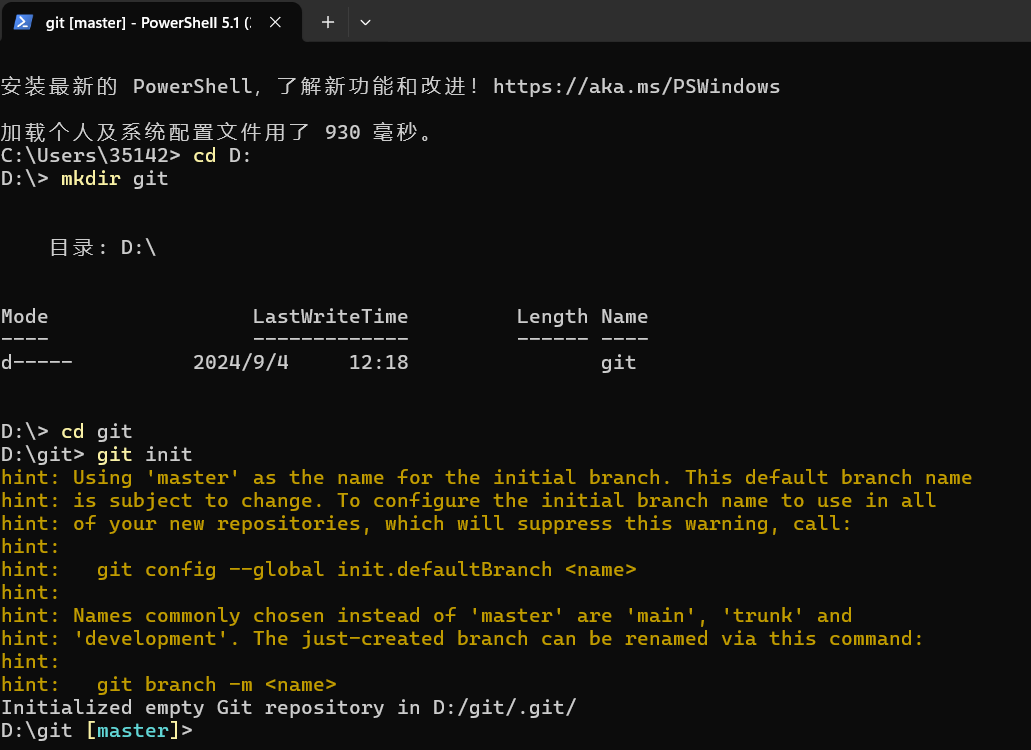 git [master] - PowerShell 5.1 (
安装最新的 PowerShell，了解新功能和改进！https://aka.ms/PSWindows
加载个人及系统配置文件用了 930 毫秒。
C:\Users\35142> cd D:
D:\> mkdir git
目录: D:\
Mode                 LastWriteTime         Length Name
----                 -------------         ------ ----
d-----          2024/9/4     12:18                git
D:\> cd git
D:\git> git init
hint: Using 'master' as the name for the initial branch. This default branch name
hint: is subject to change. To configure the initial branch name to use in all
hint: of your new repositories, which will suppress this warning, call:
hint:
hint:   git config --global init.defaultBranch <name>
hint:
hint: Names commonly chosen instead of 'master' are 'main', 'trunk' and
hint: 'development'. The just-created branch can be renamed via this command:
hint:
hint:   git branch -m <name>
Initialized empty Git repository in D:/git/.git/
D:\git [master]>